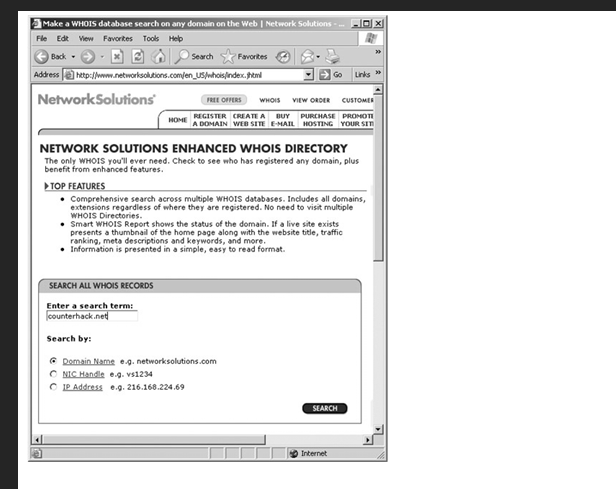 Make a WHOIS database search on any domain on the Web | Network Solutions - ...
File Edit View Favorites Tools Help
Back Search Favorites »
Address http://www.networksolutions.com/en_US/whois/index.jhtml Go Links »
NetworkSolutions FREE OFFERS WHOIS VIEW ORDER CUSTOMER
HOME REGISTER CREATE A BUY PURCHASE PROMOTE
A DOMAIN WEB SITE E-MAIL HOSTING YOUR SITE
NETWORK SOLUTIONS ENHANCED WHOIS DIRECTORY
The only WHOIS you'll ever need. Check to see who has registered any domain, plus
benefit from enhanced features.
TOP FEATURES
• Comprehensive search across multiple WHOIS databases. Includes all domains,
extensions regardless of where they are registered. No need to visit multiple
WHOIS Directories.
• Smart WHOIS Report shows the status of the domain. If a live site exists
presents a thumbnail of the home page along with the website title, traffic
ranking, meta descriptions and keywords, and more.
• Information is presented in a simple, easy to read format.
SEARCH ALL WHOIS RECORDS
Enter a search term:
counterhack.net
Search by:
Domain Name e.g. networksolutions.com
NIC Handle e.g. vs1234
IP Address e.g. 216.168.224.69
SEARCH
Internet